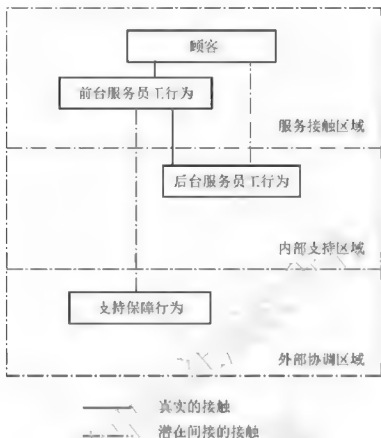 顾客
前台服务员工行为
服务接触区域
后台服务员工行为
内部支持区域
支持保障行为
外部协调区域
真实的接触
潜在间接的接触